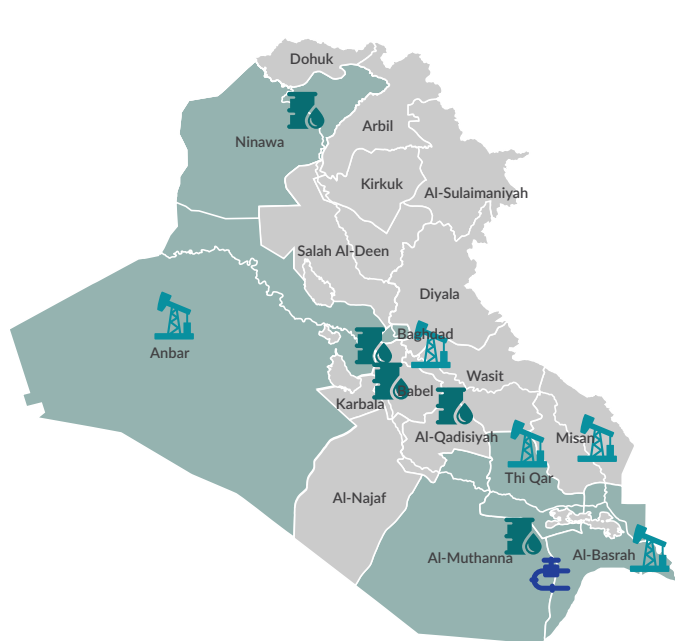 Dohuk
Arbil
Ninawa
Kirkuk
Al-Sulaimaniyah
Salah Al-Deen
Diyala
Baghdad
Anbar
Wasit
Babel
Karbala
Al-Qadisiyah
Misan
Thi Qar
Al-Najaf
Al-Muthanna
Al-Basrah